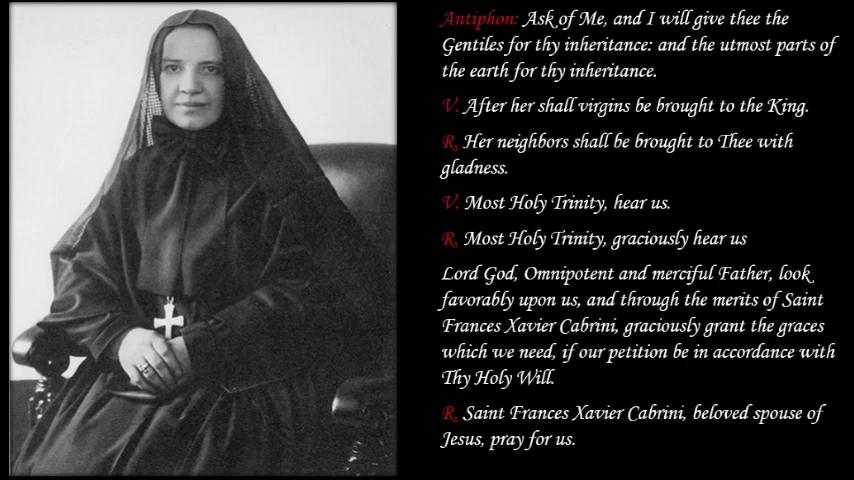 Antiphon: Ask of Me, and I will give thee the
Gentiles for thy inheritance: and the utmost parts of
the earth for thy inheritance.
V. After her shall virgins be brought to the King.
R. Her neighbors shall be brought to Thee with
gladness.
V. Most Holy Trinity, hear us.
R. Most Holy Trinity, graciously hear us
Lord God, Omnipotent and merciful Father, look
favorably upon us, and through the merits of Saint
Frances Xavier Cabrini, graciously grant the graces
which we need, if our petition be in accordance with
Thy Holy Will.
R. Saint Frances Xavier Cabrini, beloved spouse of
Jesus, pray for us.